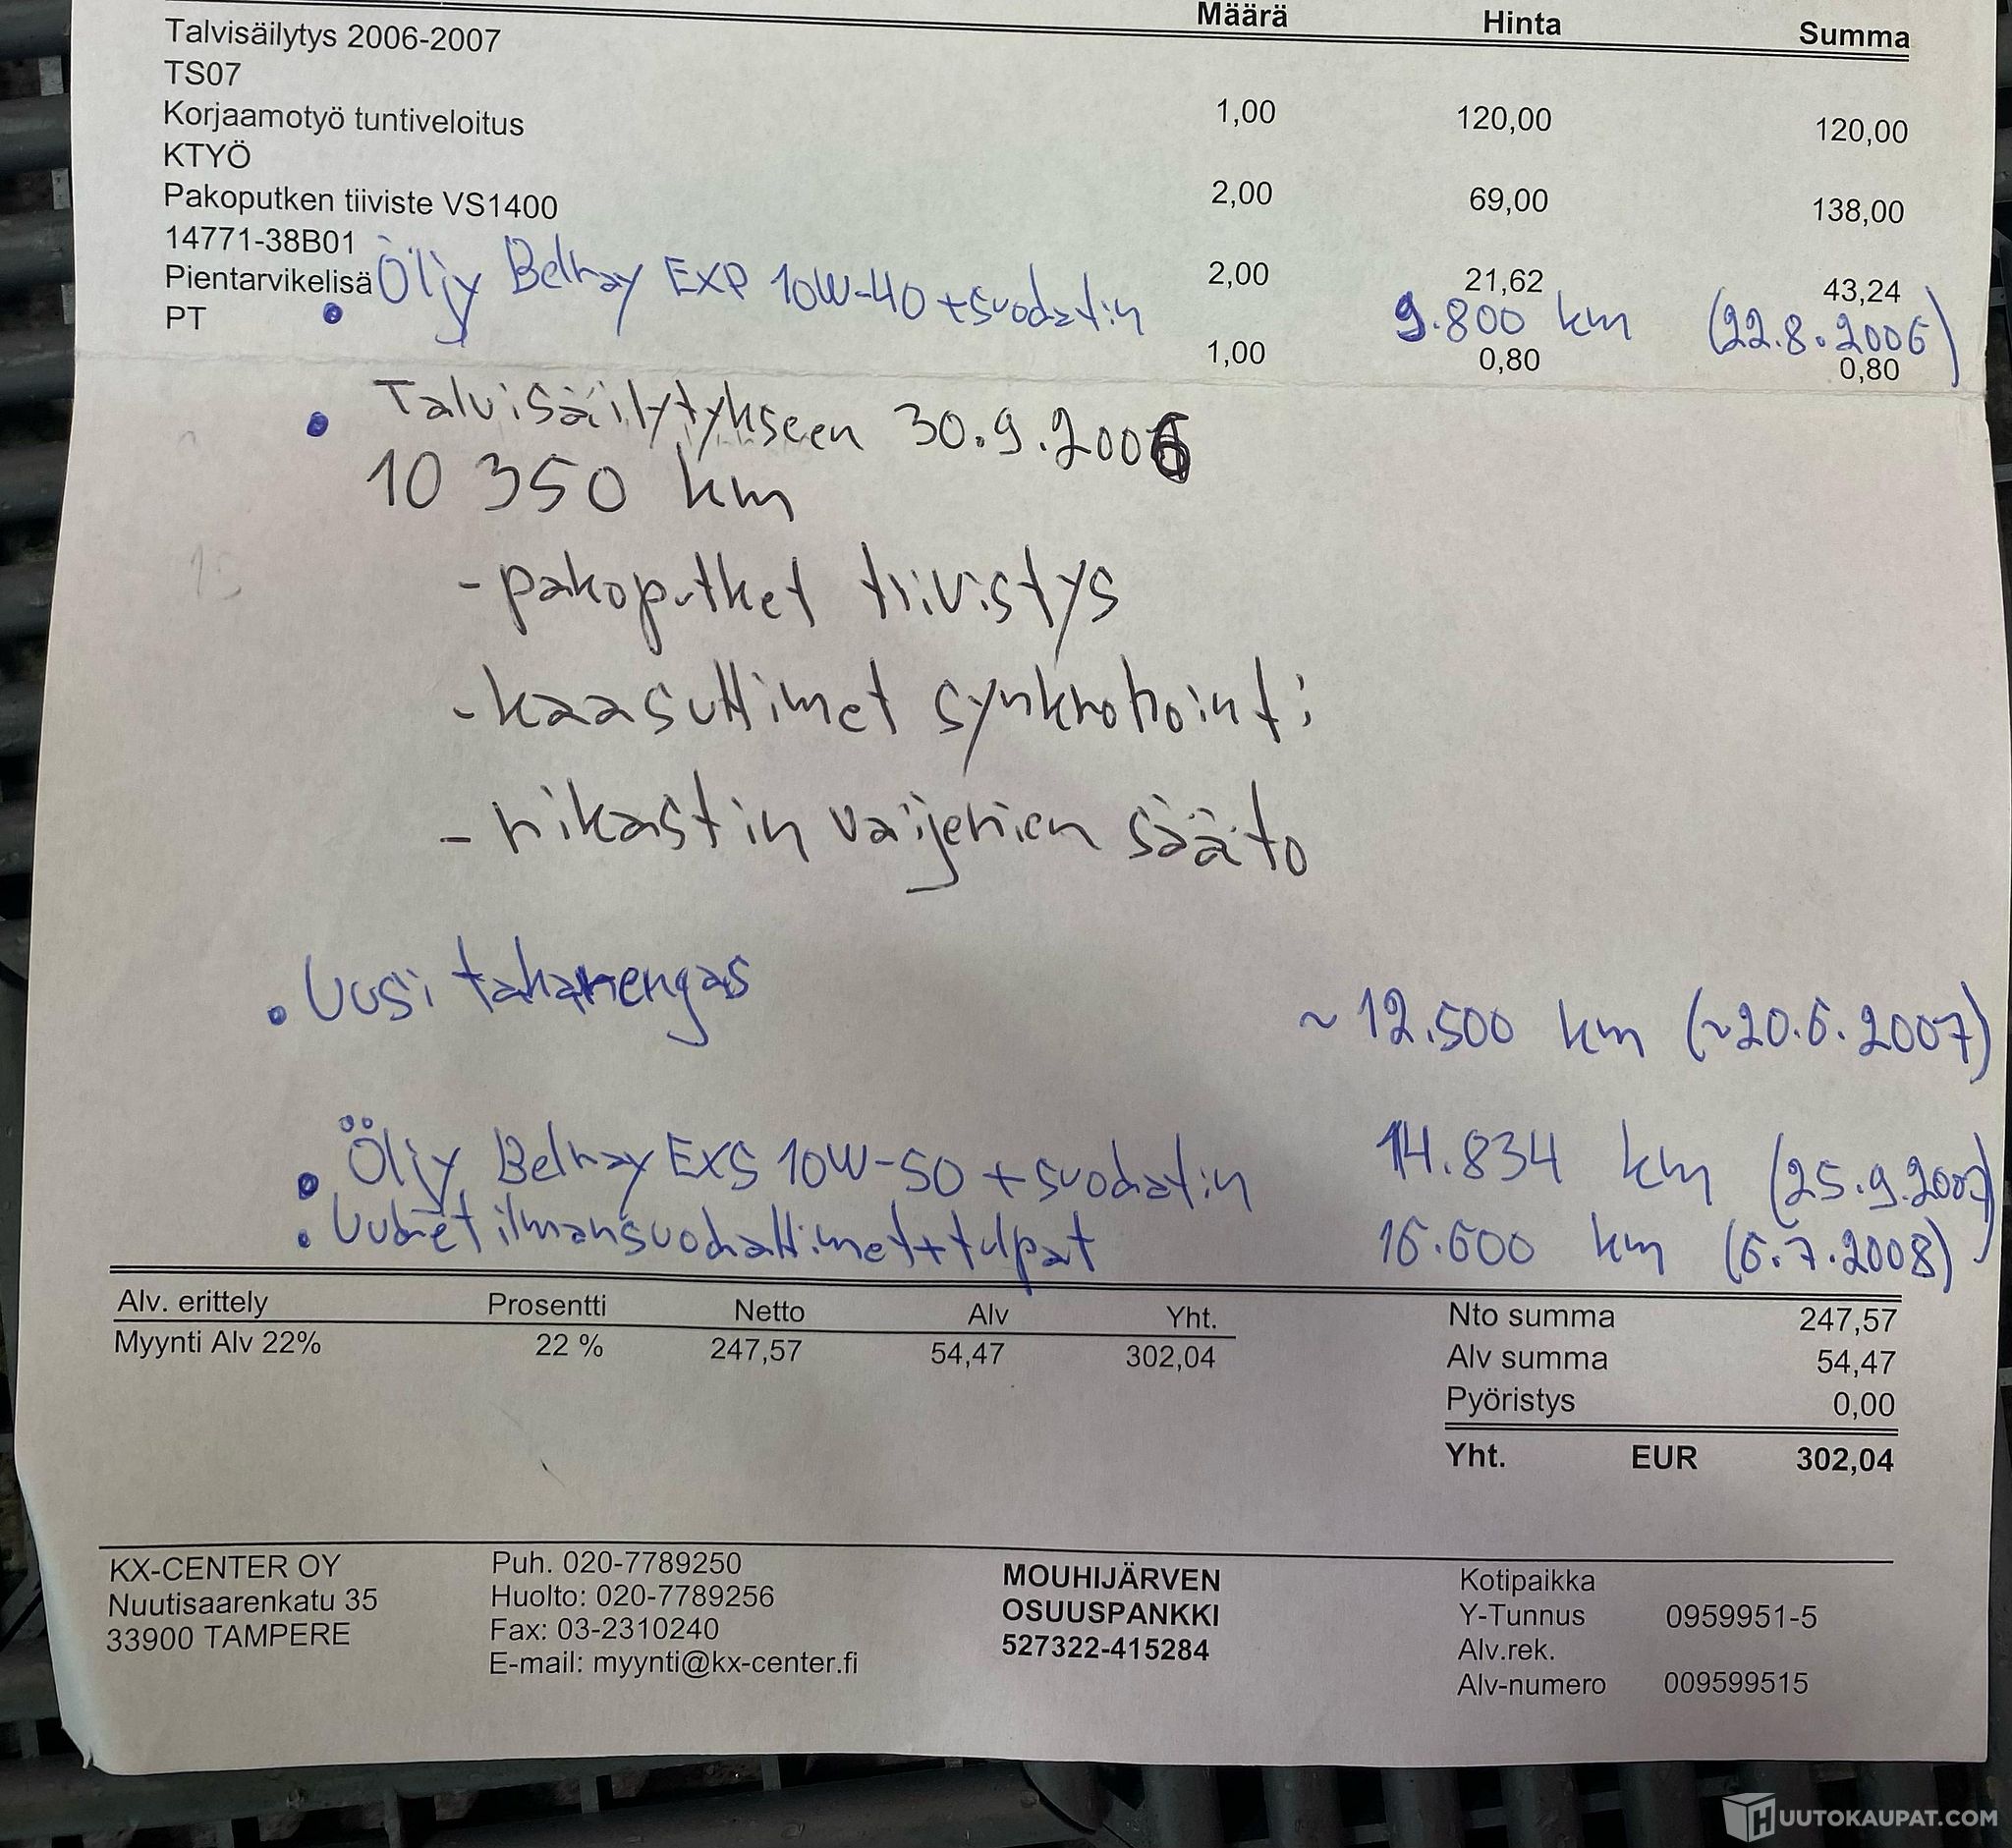 Määrä Hinta Summa
Talvisäilytys 2006-2007
TS07 1,00 120,00 120,00
Korjaamotyö tuntiveloitus
KTYÖ 2,00 69,00 138,00
Pakoputken tiiviste VS1400
14771-38B01 2,00 21,62 43,24
Pientarvikelisä
• Öljy Belray EXP 10W-40 + suodatin 9.800 km (22.8.2006)
PT 1,00 0,80 0,80
• Talvisäilytykseen 30.9.2006
10 350 km
- pakoputket tiivistys
- kaasuttimet synkronointi
- rikastin vaijerien säätö
• Uusi takarengas ~ 12.500 km (~20.6.2007)
• Öljy Belray EXS 10W-50 + suodatin 14.834 km (25.9.2007)
• Uudet ilmansuodattimet + tulpat 16.600 km (6.7.2008)
Alv. erittely Prosentti Netto Alv Yht.
Myynti Alv 22% 22 % 247,57 54,47 302,04
Nto summa 247,57
Alv summa 54,47
Pyöristys 0,00
Yht. EUR 302,04
KX-CENTER OY
Nuutisaarenkatu 35
33900 TAMPERE
Puh. 020-7789250
Huolto: 020-7789256
Fax: 03-2310240
E-mail: myynti@kx-center.fi
MOUHIJÄRVEN
OSUUSPANKKI
527322-415284
Kotipaikka
Y-Tunnus 0959951-5
Alv.rek.
Alv-numero 009599515
HUUTOKAUPAT.COM